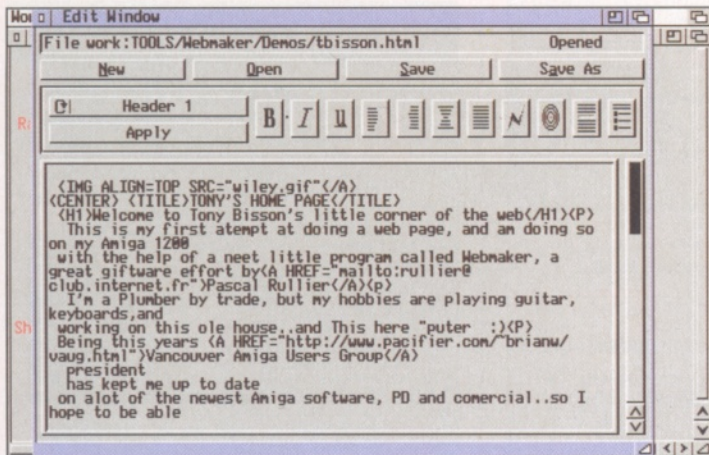 Wor
Edit Window
File work:TOOLS/Webmaker/Demos/tbisson.html Opened
New Open Save Save As
Header 1
Apply
B I U
Ra
<IMG ALIGN=TOP SRC="wiley.gif"</A>
<CENTER> <TITLE>TONY'S HOME PAGE</TITLE>
<H1>Welcome to Tony Bisson's little corner of the web</H1><P>
This is my first atempt at doing a web page, and am doing so
on my Amiga 1200
with the help of a neet little program called Webmaker, a
great giftware effort by<A HREF="mailto:rullier@
club.internet.fr">Pascal Rullier</A><p>
I'm a Plumber by trade, but my hobbies are playing guitar,
keyboards,and
Sh
working on this ole house..and This here "puter  :)<P>
Being this years <A HREF="http://www.pacifier.com/~brianw/
vaug.html">Vancouver Amiga Users Group</A>
president
has kept me up to date
on alot of the newest Amiga software, PD and comercial..so I
hope to be able